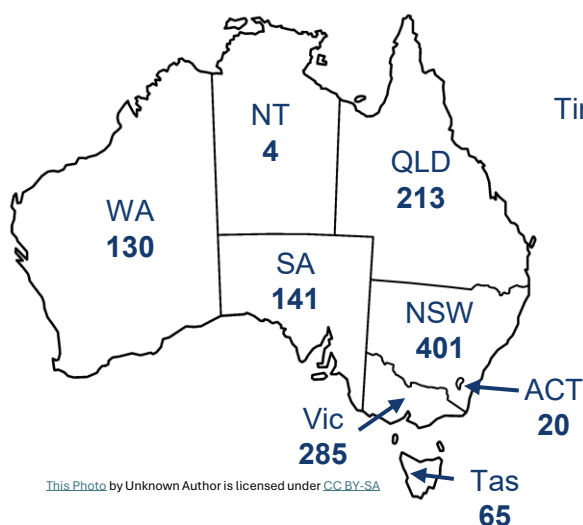 NT
4
QLD
213
WA
130
SA
141
NSW
401
ACT
20
Vic
285
Tas
65
This Photo by Unknown Author is licensed under CC BY-SA